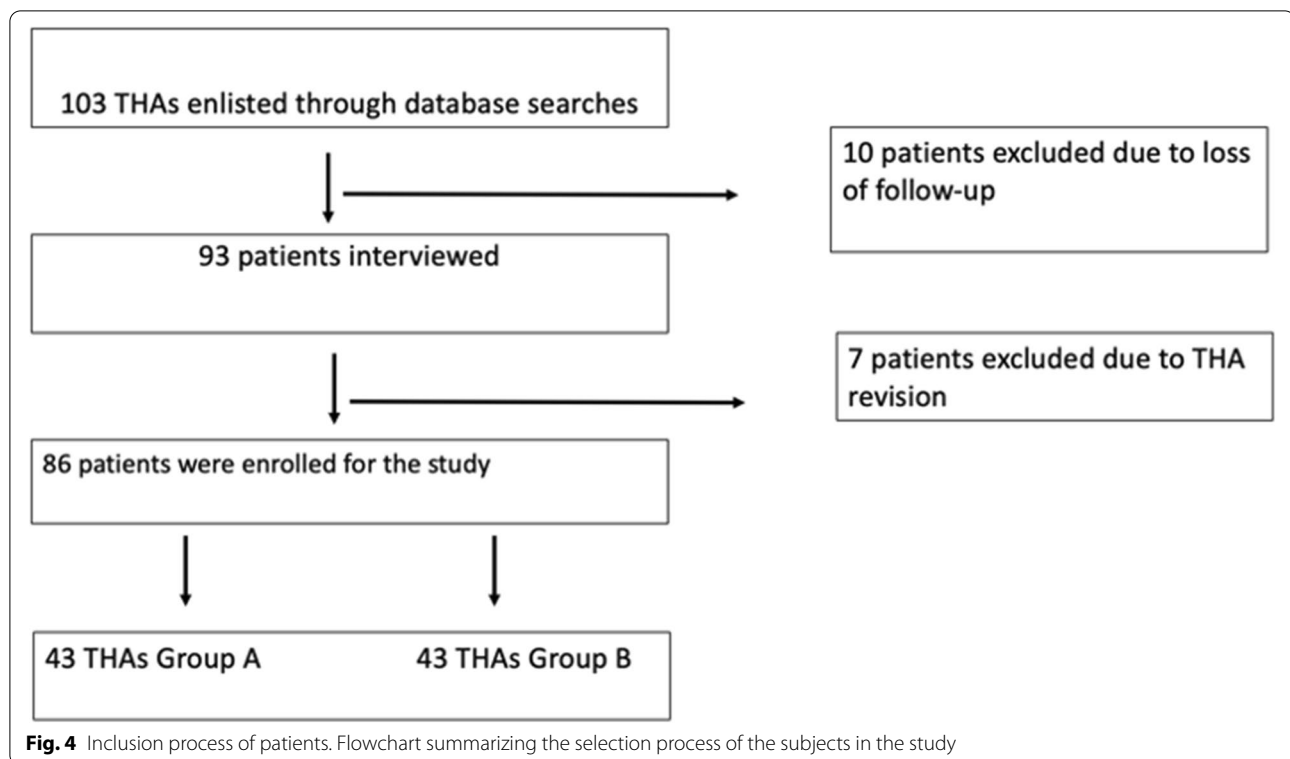 103 THAs enlisted through database searches
10 patients excluded due to loss
of follow-up
93 patients interviewed
7 patients excluded due to THA
revision
86 patients were enrolled for the study
43 THAs Group A
43 THAs Group B
Fig. 4 Inclusion process of patients. Flowchart summarizing the selection process of the subjects in the study